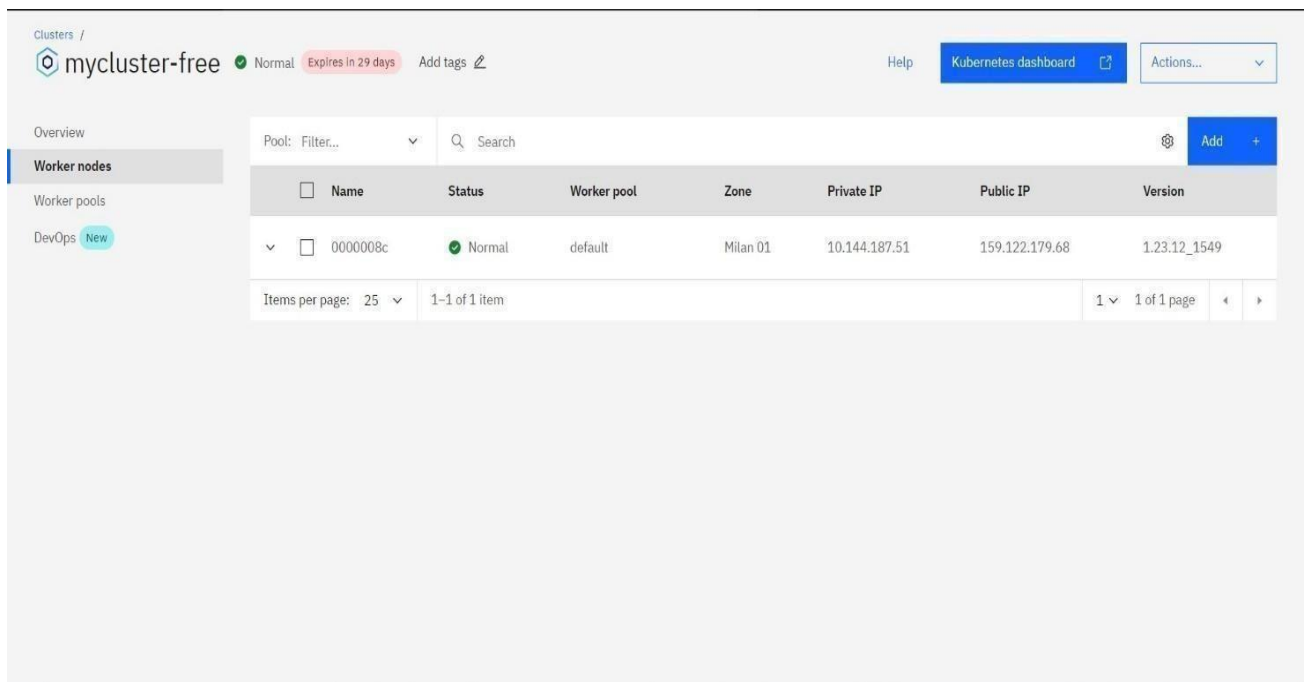 Clusters /
mycluster-free Normal Expires in 29 days Add tags Help Kubernetes dashboard Actions...
Overview
Worker nodes
Worker pools
DevOps New
Pool: Filter... Search Add +
Name Status Worker pool Zone Private IP Public IP Version
0000008c Normal default Milan 01 10.144.187.51 159.122.179.68 1.23.12_1549
Items per page: 25 1–1 of 1 item 1 1 of 1 page